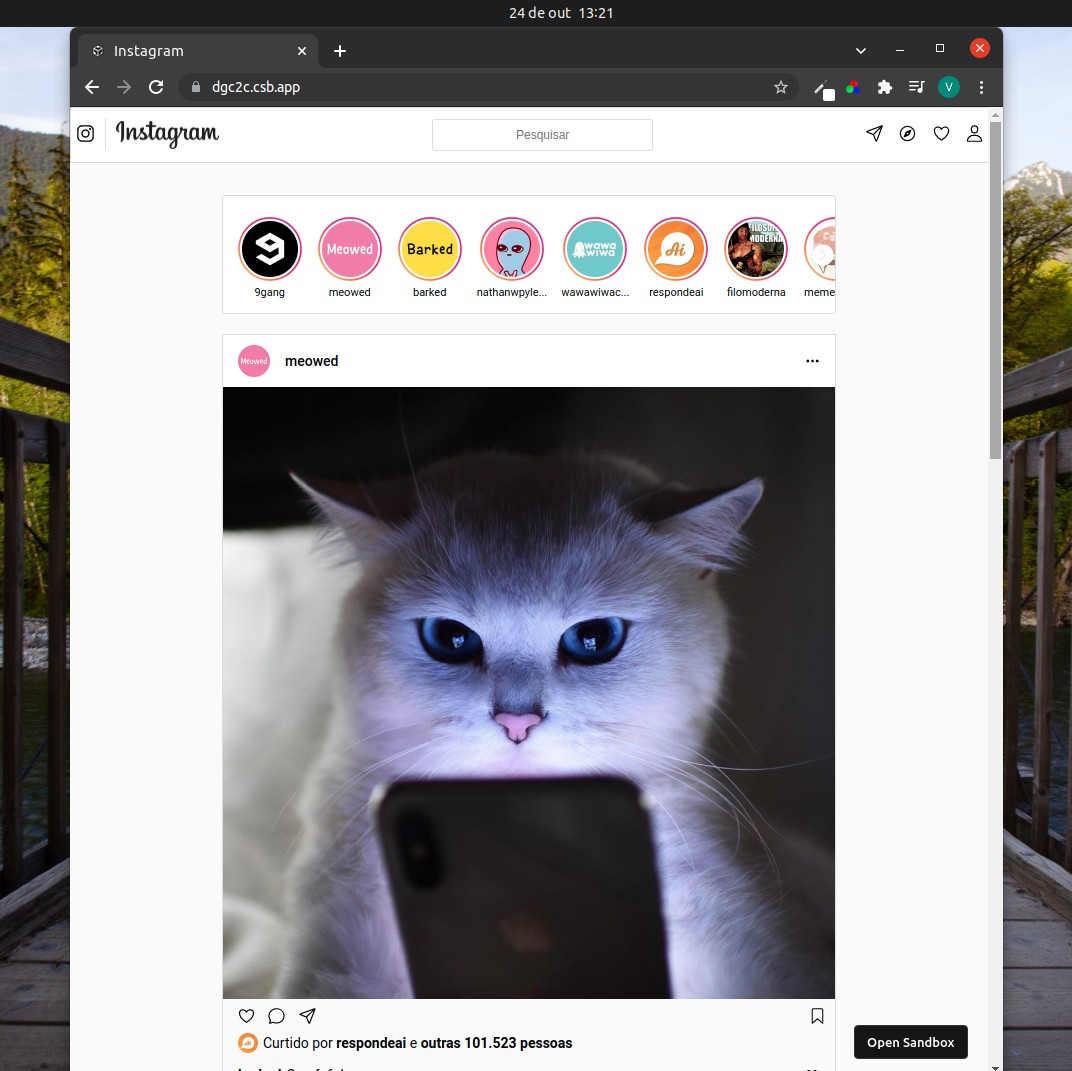 24 de out 13:21
Instagram
dgc2c.csb.app
V
Instagram
Pesquisar
9 Meowed Barked wawa wiwa Ai FILOSOFIA MODERNA
9gang meowed barked nathanwpyle... wawawiwac... respondeai filomoderna meme
Meowed meowed
Curtido por respondeai e outras 101.523 pessoas
Open Sandbox